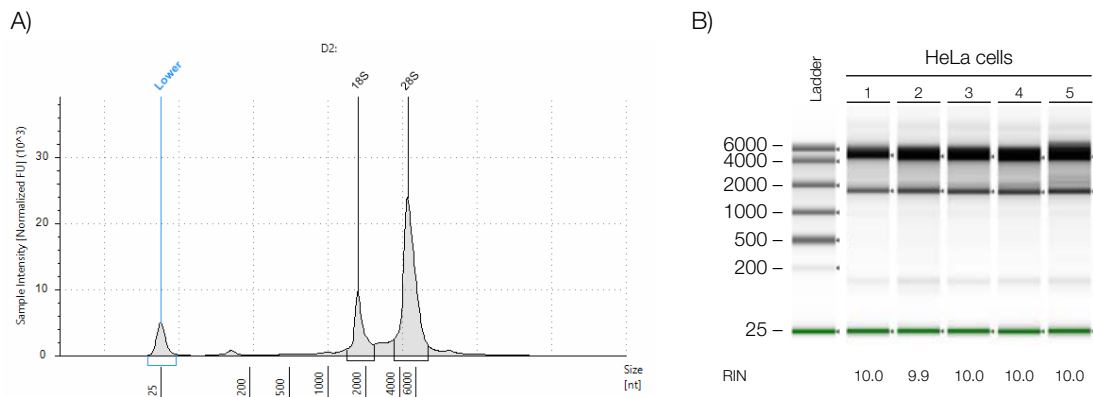 A)
D2:
Lower
18S
28S
Sample Intensity [Normalized FU] (10^3)
30
20
10
0
25
200
500
1000
2000
4000
6000
Size
[nt]
B)
HeLa cells
Ladder
1 2 3 4 5
6000
4000
2000
1000
500
200
25
RIN 10.0 9.9 10.0 10.0 10.0